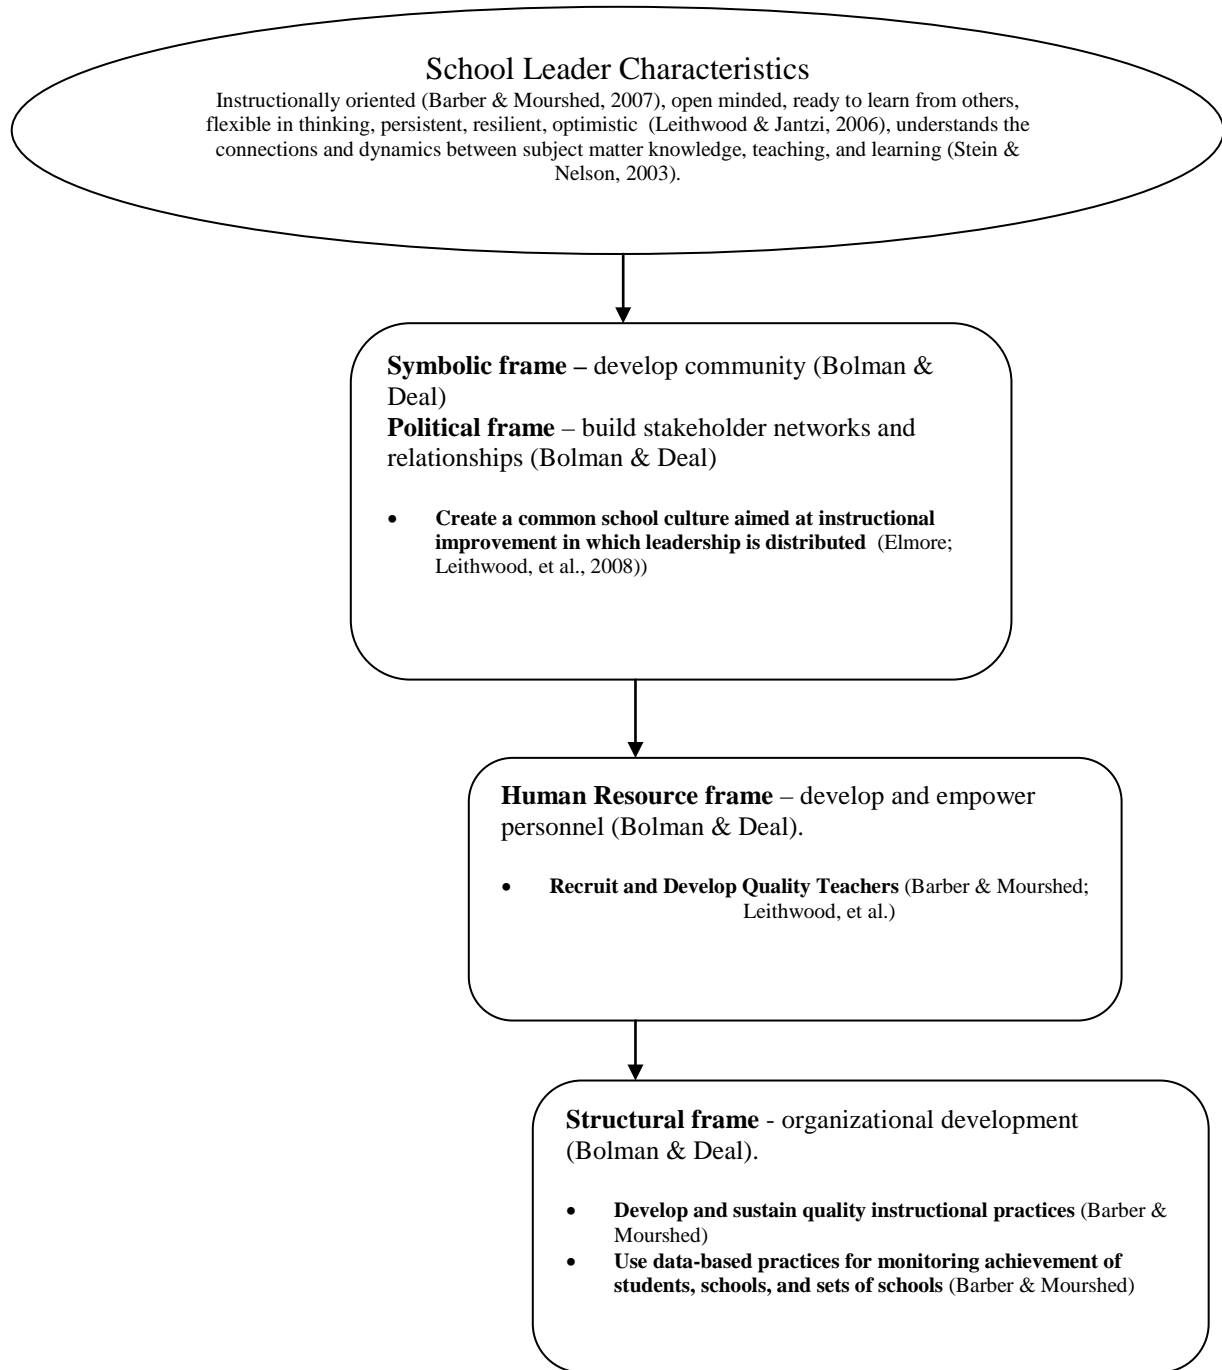 School Leader Characteristics
Instructionally oriented (Barber & Mourshed, 2007), open minded, ready to learn from others,
flexible in thinking, persistent, resilient, optimistic  (Leithwood & Jantzi, 2006), understands the
connections and dynamics between subject matter knowledge, teaching, and learning (Stein &
Nelson, 2003).
Symbolic frame – develop community (Bolman &
Deal)
Political frame – build stakeholder networks and
relationships (Bolman & Deal)
• Create a common school culture aimed at instructional
improvement in which leadership is distributed  (Elmore;
Leithwood, et al., 2008))
Human Resource frame – develop and empower
personnel (Bolman & Deal).
• Recruit and Develop Quality Teachers (Barber & Mourshed;
Leithwood, et al.)
Structural frame - organizational development
(Bolman & Deal).
• Develop and sustain quality instructional practices (Barber &
Mourshed)
• Use data-based practices for monitoring achievement of
students, schools, and sets of schools (Barber & Mourshed)